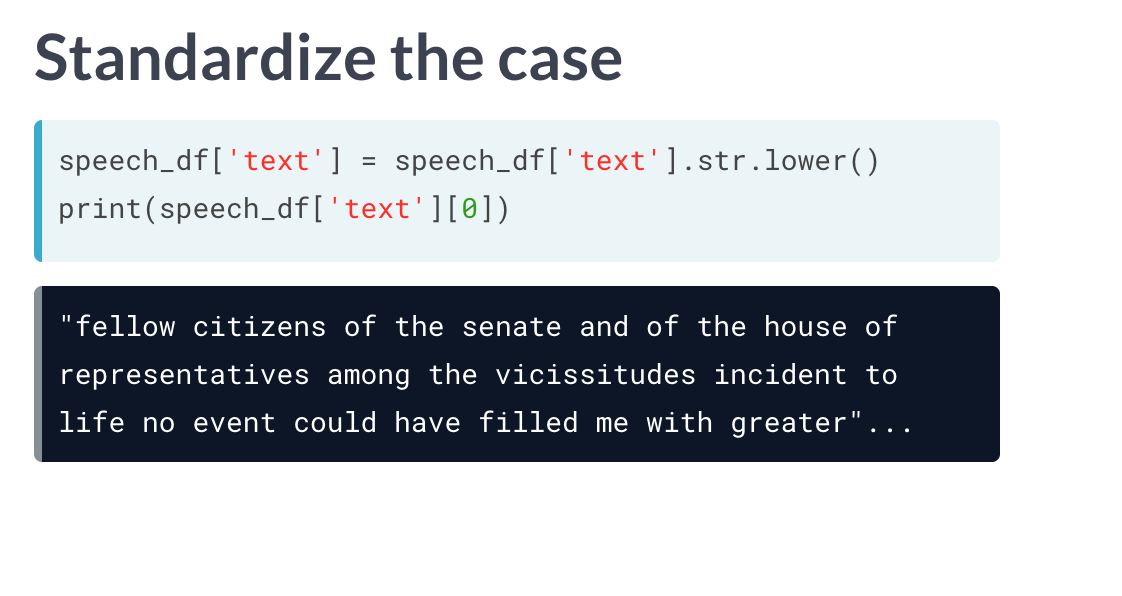 Standardize the case
speech_df['text'] = speech_df['text'].str.lower()
print(speech_df['text'][0])
"fellow citizens of the senate and of the house of
representatives among the vicissitudes incident to
life no event could have filled me with greater"...